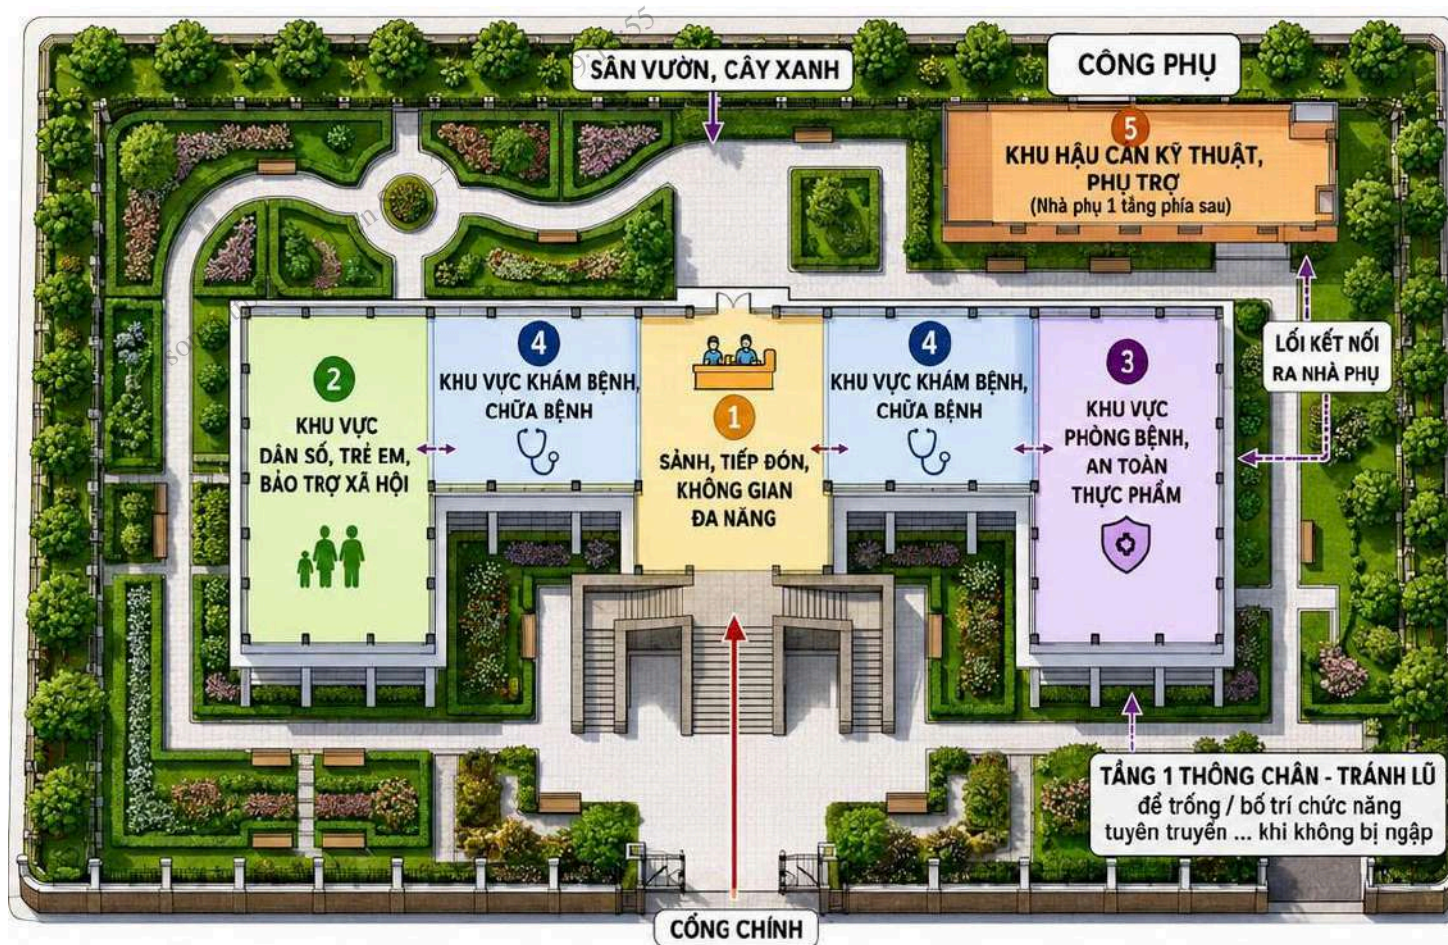 SÂN VƯỜN, CÂY XANH
CÔNG PHỤ
5
KHU HẬU CẦN KỸ THUẬT,
PHỤ TRỢ
(Nhà phụ 1 tầng phía sau)
2
KHU VỰC
DÂN SỐ, TRẺ EM,
BẢO TRỢ XÃ HỘI
4
KHU VỰC KHÁM BỆNH,
CHỮA BỆNH
1
SẢNH, TIẾP ĐÓN,
KHÔNG GIAN
ĐA NĂNG
4
KHU VỰC KHÁM BỆNH,
CHỮA BỆNH
3
KHU VỰC
PHÒNG BỆNH,
AN TOÀN
THỰC PHẨM
LỐI KẾT NỐI
RA NHÀ PHỤ
TẦNG 1 THÔNG CHÂN - TRÁNH LŨ
để trống / bố trí chức năng
tuyên truyền ... khi không bị ngập
CỔNG CHÍNH